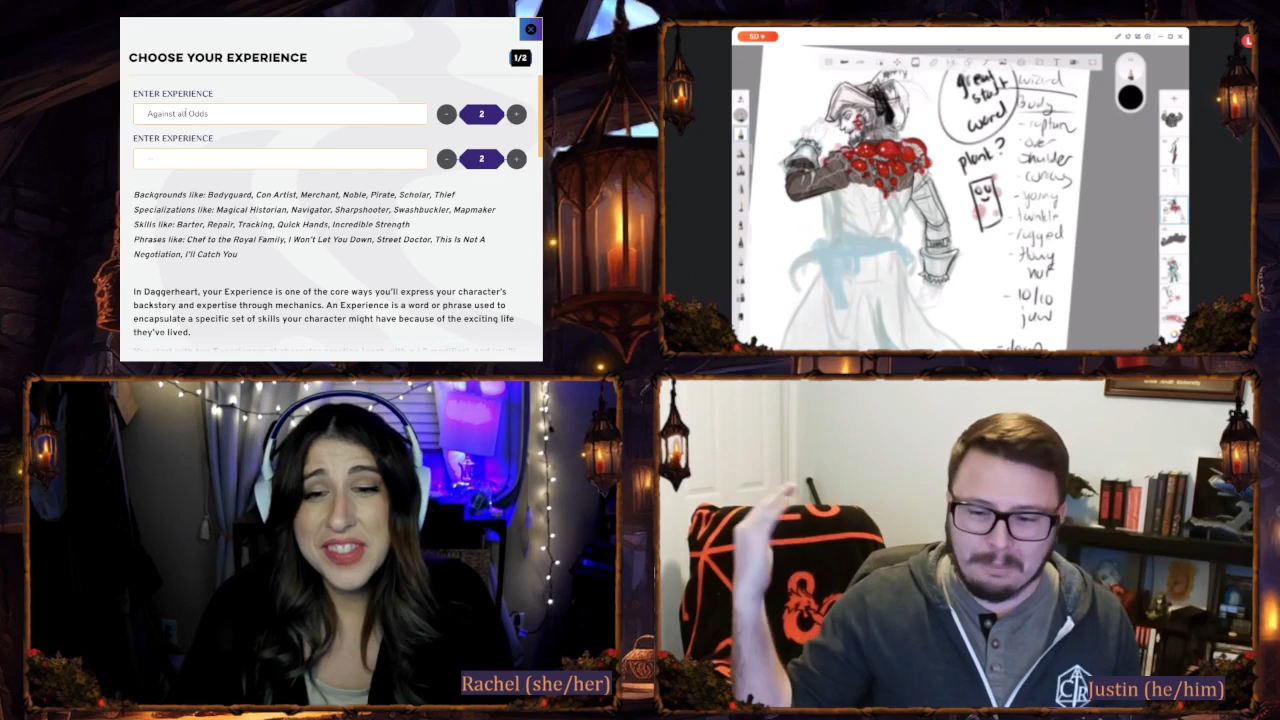 CHOOSE YOUR EXPERIENCE
1/2
ENTER EXPERIENCE
Against all Odds
- 2 +
ENTER EXPERIENCE
- 2 +
Backgrounds like: Bodyguard, Con Artist, Merchant, Noble, Pirate, Scholar, Thief
Specializations like: Magical Historian, Navigator, Sharpshooter, Swashbuckler, Mapmaker
Skills like: Barter, Repair, Tracking, Quick Hands, Incredible Strength
Phrases like: Chef to the Royal Family, I Won't Let You Down, Street Doctor, This Is Not A
Negotiation, I'll Catch You
In Daggerheart, your Experience is one of the core ways you'll express your character's
backstory and expertise through mechanics. An Experience is a word or phrase used to
encapsulate a specific set of skills your character might have because of the exciting life
they've lived.
50
great
sword
plant?
wizard
Body
- over
shoulder
- curious
- twinkle
- rugged
- 10/10
jaw
Rachel (she/her)
CR
Justin (he/him)